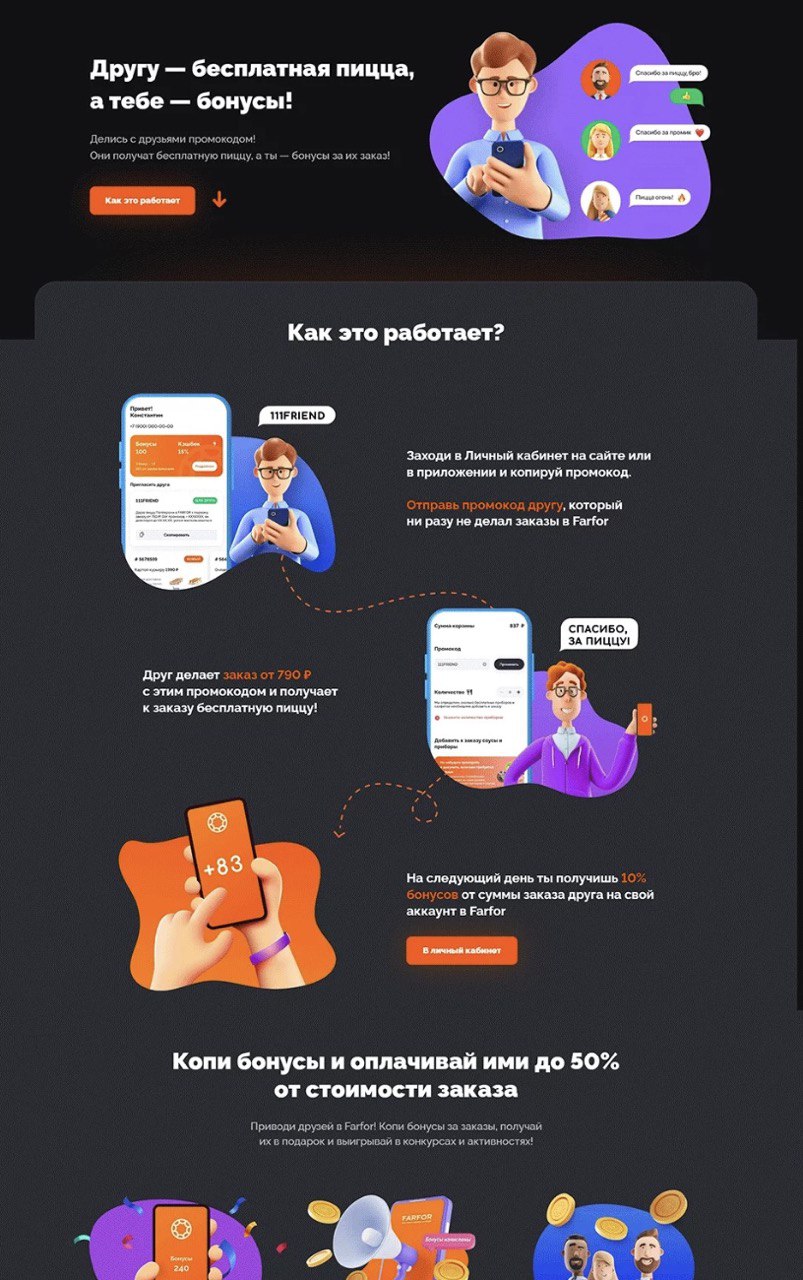 Другу — бесплатная пицца,
а тебе — бонусы!
Делись с друзьями промокодом!
Они получат бесплатную пиццу, а ты — бонусы за их заказ!
Как это работает
Спасибо за пиццу, бро!
Спасибо за промик
Пицца огонь!
Как это работает?
Привет!
Константин
Бонусы
Кэшбек
100
Пригласить друга
111FRIEND
Скопировать
111FRIEND
Заходи в Личный кабинет на сайте или
в приложении и копируй промокод.
Отправь промокод другу, который
ни разу не делал заказы в Farfor
Сумма корзины
837 ₽
Промокод
111FRIEND
Применить
Количество
Добавить к заказу соусы и
приборы
СПАСИБО,
ЗА ПИЦЦУ!
Друг делает заказ от 790 ₽
с этим промокодом и получает
к заказу бесплатную пиццу!
+83
На следующий день ты получишь 10%
бонусов от суммы заказа друга на свой
аккаунт в Farfor
В личный кабинет
Копи бонусы и оплачивай ими до 50%
от стоимости заказа
Приводи друзей в Farfor! Копи бонусы за заказы, получай
их в подарок и выигрывай в конкурсах и активностях!
Бонусы
240
FARFOR
Бонусы начислены